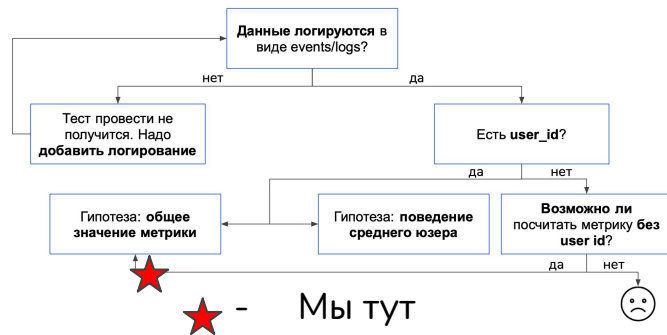 Данные логируются в
виде events/logs?
нет
да
Тест провести не
получится. Надо
добавить логирование
Есть user_id?
да
нет
Гипотеза: общее
значение метрики
Гипотеза: поведение
среднего юзера
Возможно ли
посчитать метрику без
user id?
да
нет
- Мы тут